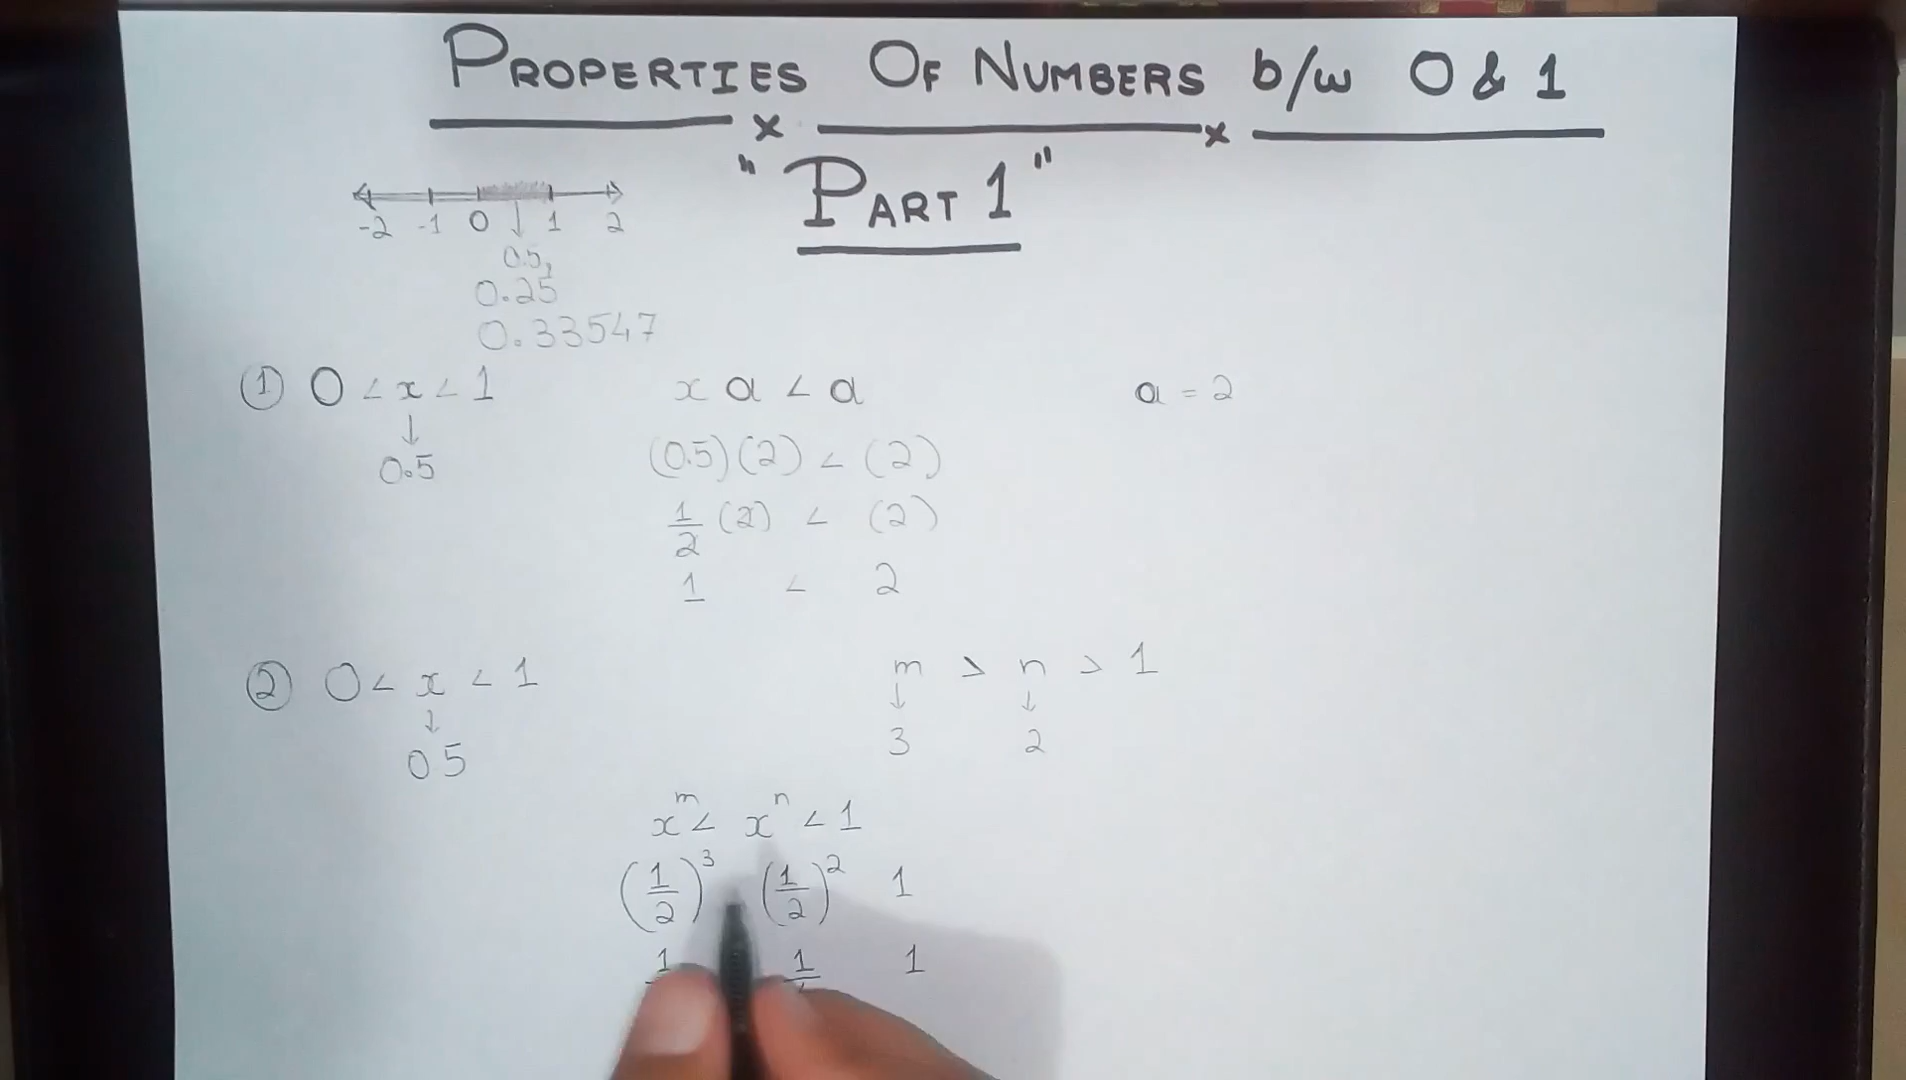 PROPERTIES OF NUMBERS b/w 0 & 1
"PART 1"
-2 -1 0 ↓ 1 2
0.5,
0.25
0.33547
① 0 < x < 1 x a < a a = 2
↓
0.5
(0.5)(2) < (2)
1/2 (2) < (2)
1 < 2
② 0 < x < 1 m > n > 1
↓ ↓ ↓
0.5 3 2
x^m < x^n < 1
(1/2)^3 (1/2)^2 1
1 1 1